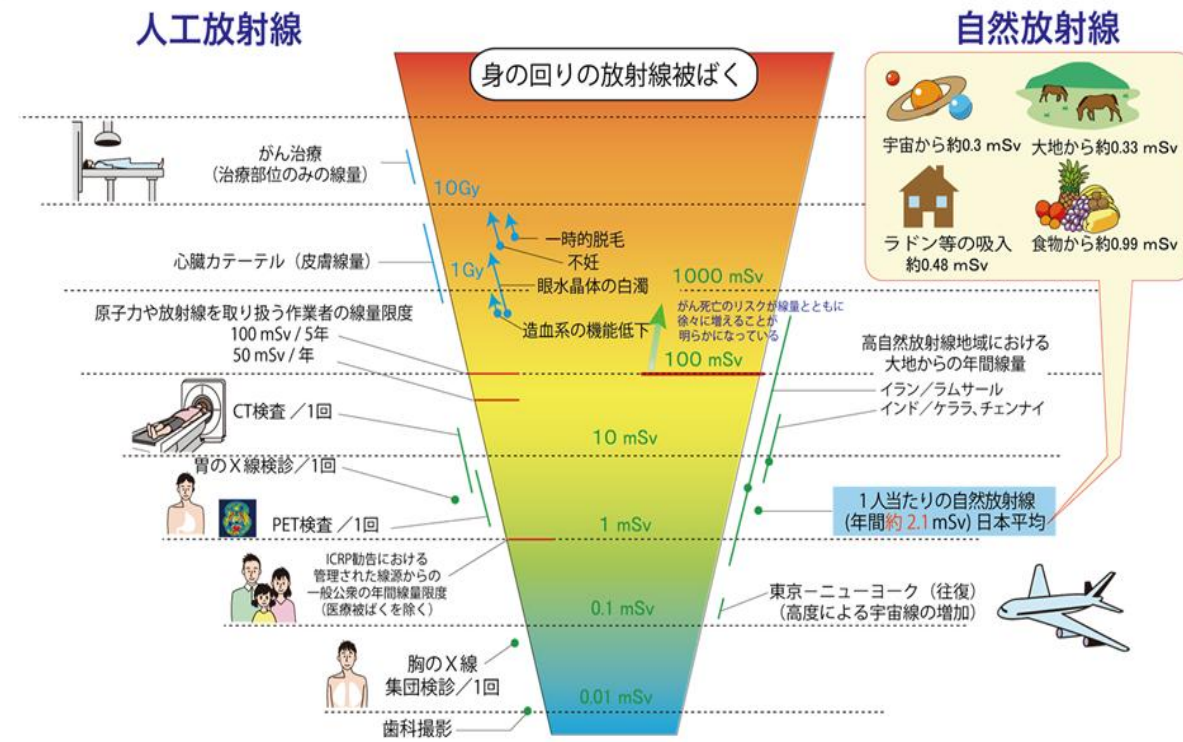 人工放射線
自然放射線
身の回りの放射線被ばく
がん治療
(治療部位のみの線量)
10Gy
心臓カテーテル(皮膚線量)
1Gy
一時的脱毛
不妊
眼水晶体の白濁
造血系の機能低下
原子力や放射線を取り扱う作業者の線量限度
100 mSv / 5年
50 mSv / 年
1000 mSv
がん死亡のリスクが線量とともに
徐々に増えることが
明らかになっている
100 mSv
CT検査 /1回
10 mSv
胃のX線検診/1回
PET検査 /1回
1 mSv
ICRP勧告における
管理された線源からの
一般公衆の年間線量限度
(医療被ばくを除く)
0.1 mSv
胸のX線
集団検診/1回
0.01 mSv
歯科撮影
宇宙から約0.3 mSv
大地から約0.33 mSv
ラドン等の吸入
約0.48 mSv
食物から約0.99 mSv
高自然放射線地域における
大地からの年間線量
イラン/ラムサール
インド/ケララ、チェンナイ
1人当たりの自然放射線
(年間約 2.1 mSv) 日本平均
東京－ニューヨーク(往復)
(高度による宇宙線の増加)